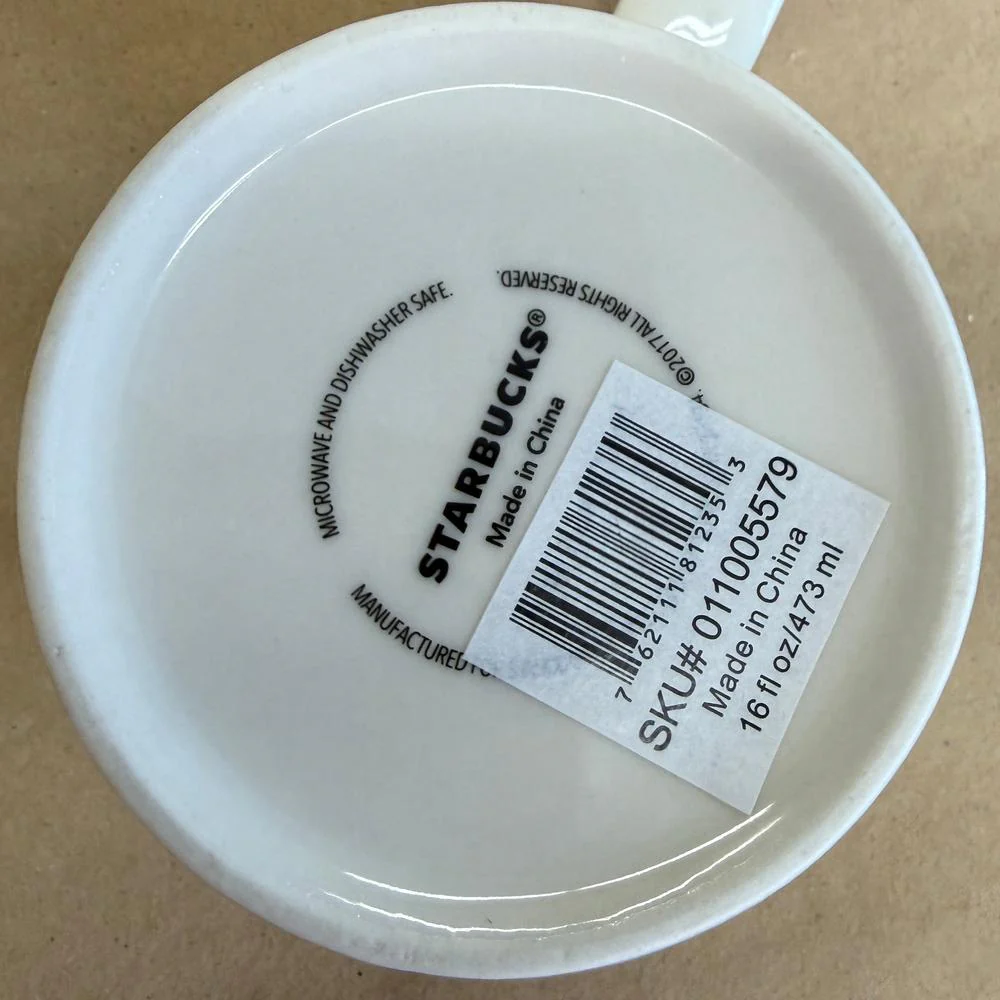 MICROWAVE AND DISHWASHER SAFE.
©2017 ALL RIGHTS RESERVED.
STARBUCKS®
Made in China
MANUFACTURED
7 62111 81235 3
SKU# 011005579
Made in China
16 fl oz/473 ml